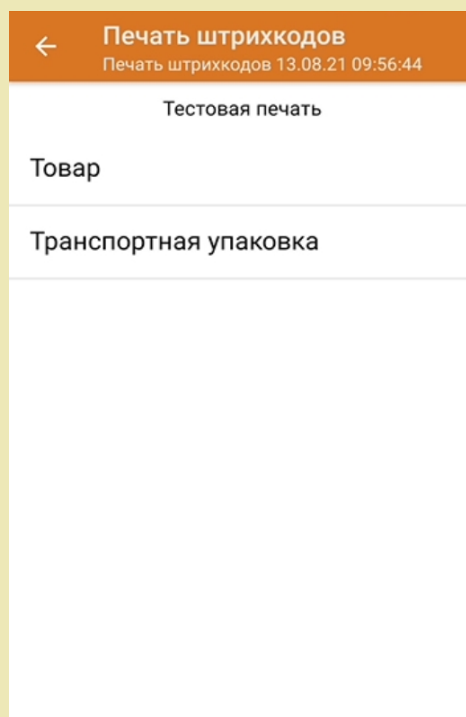 Печать штрихкодов
Печать штрихкодов 13.08.21 09:56:44
Тестовая печать
Товар
Транспортная упаковка